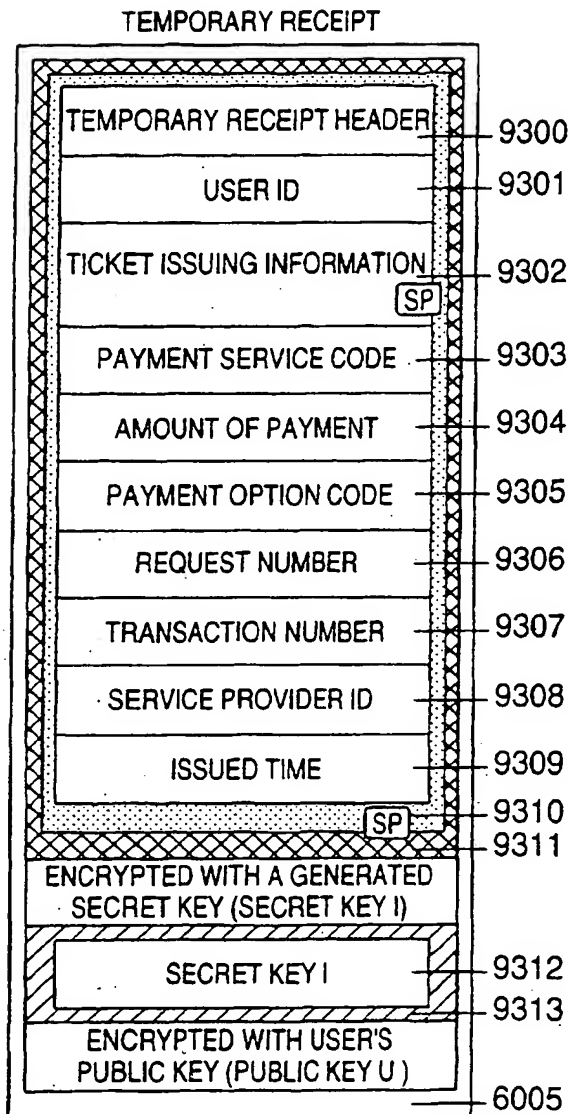 TEMPORARY RECEIPT
TEMPORARY RECEIPT HEADER 9300
USER ID 9301
TICKET ISSUING INFORMATION 9302
SP
PAYMENT SERVICE CODE 9303
AMOUNT OF PAYMENT 9304
PAYMENT OPTION CODE 9305
REQUEST NUMBER 9306
TRANSACTION NUMBER 9307
SERVICE PROVIDER ID 9308
ISSUED TIME 9309
SP 9310
9311
ENCRYPTED WITH A GENERATED
SECRET KEY (SECRET KEY I)
SECRET KEY I 9312
9313
ENCRYPTED WITH USER'S
PUBLIC KEY (PUBLIC KEY U )
6005